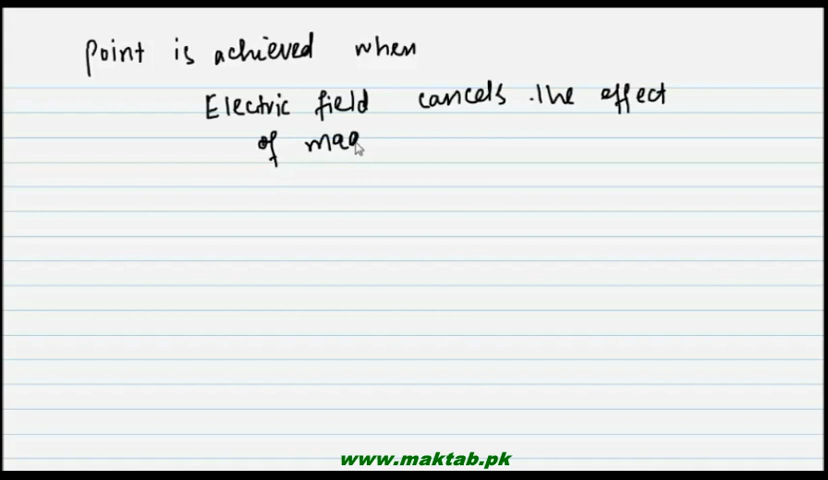 Point is achieved when
Electric field cancels the effect
of mag
www.maktab.pk